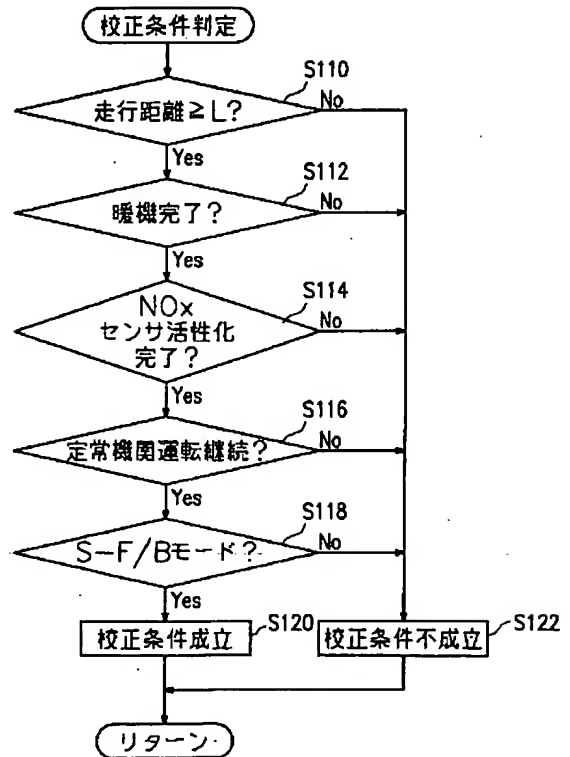 校正条件判定
S110
走行距離≧L?
No
Yes
S112
暖機完了?
No
Yes
S114
NOx
センサ活性化
完了?
No
Yes
S116
定常機関運転継続?
No
Yes
S118
S-F/Bモード?
No
Yes
校正条件成立
S120
校正条件不成立
S122
リターン